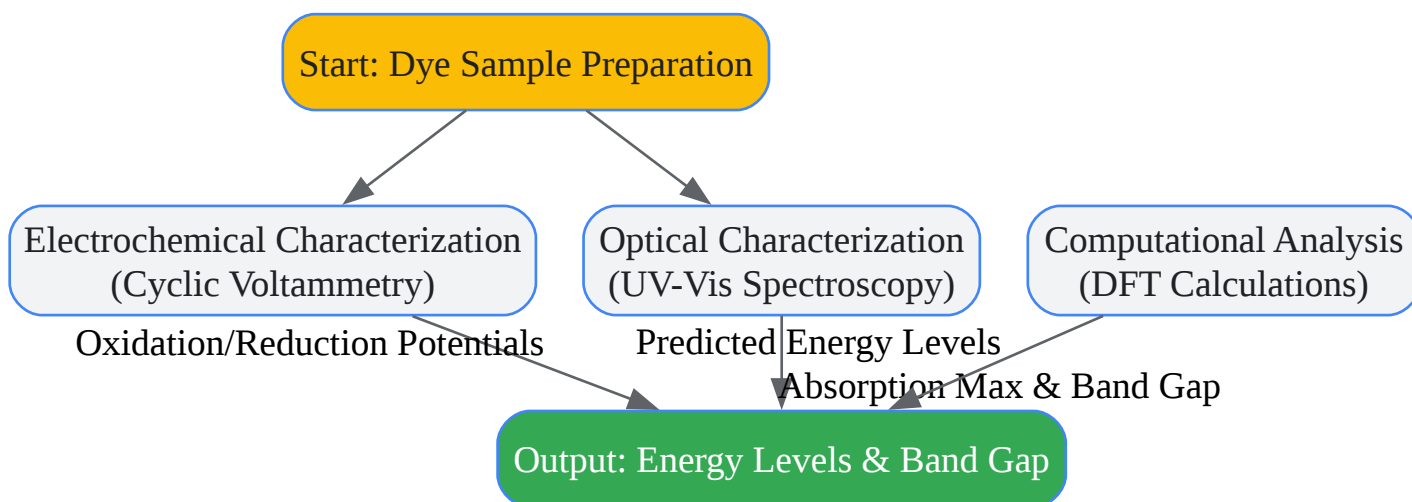 Start: Dye Sample Preparation
Electrochemical Characterization
(Cyclic Voltammetry)
Optical Characterization
(UV-Vis Spectroscopy)
Computational Analysis
(DFT Calculations)
Oxidation/Reduction Potentials
Predicted Energy Levels
Absorption Max & Band Gap
Output: Energy Levels & Band Gap